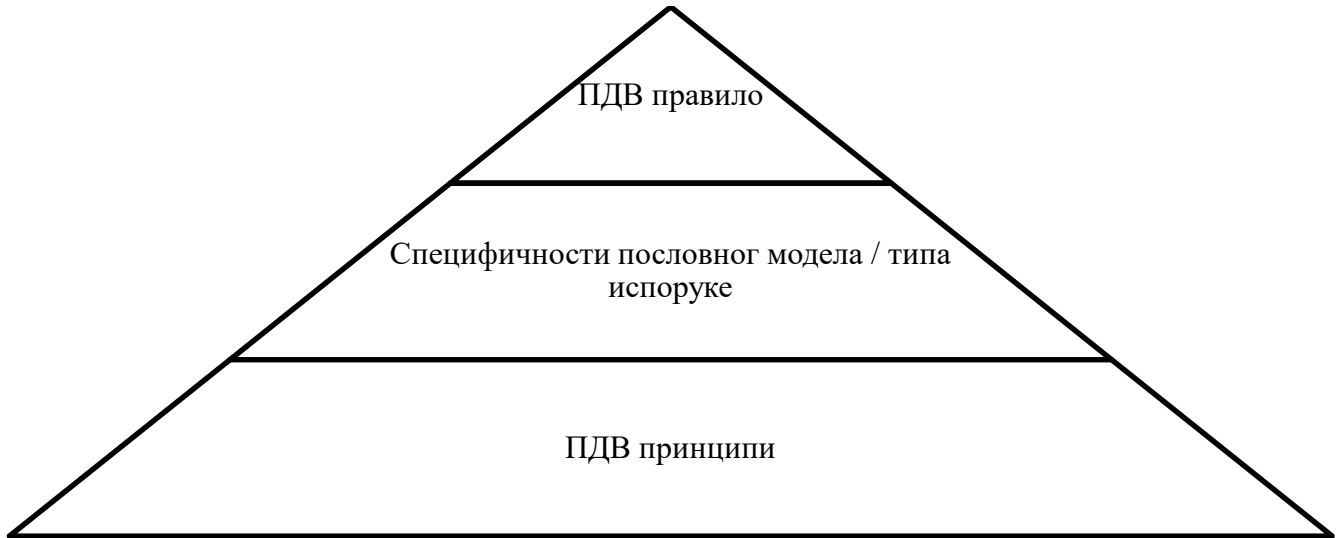 ПДВ правило
Специфичности пословног модела / типа
испоруке
ПДВ принципи